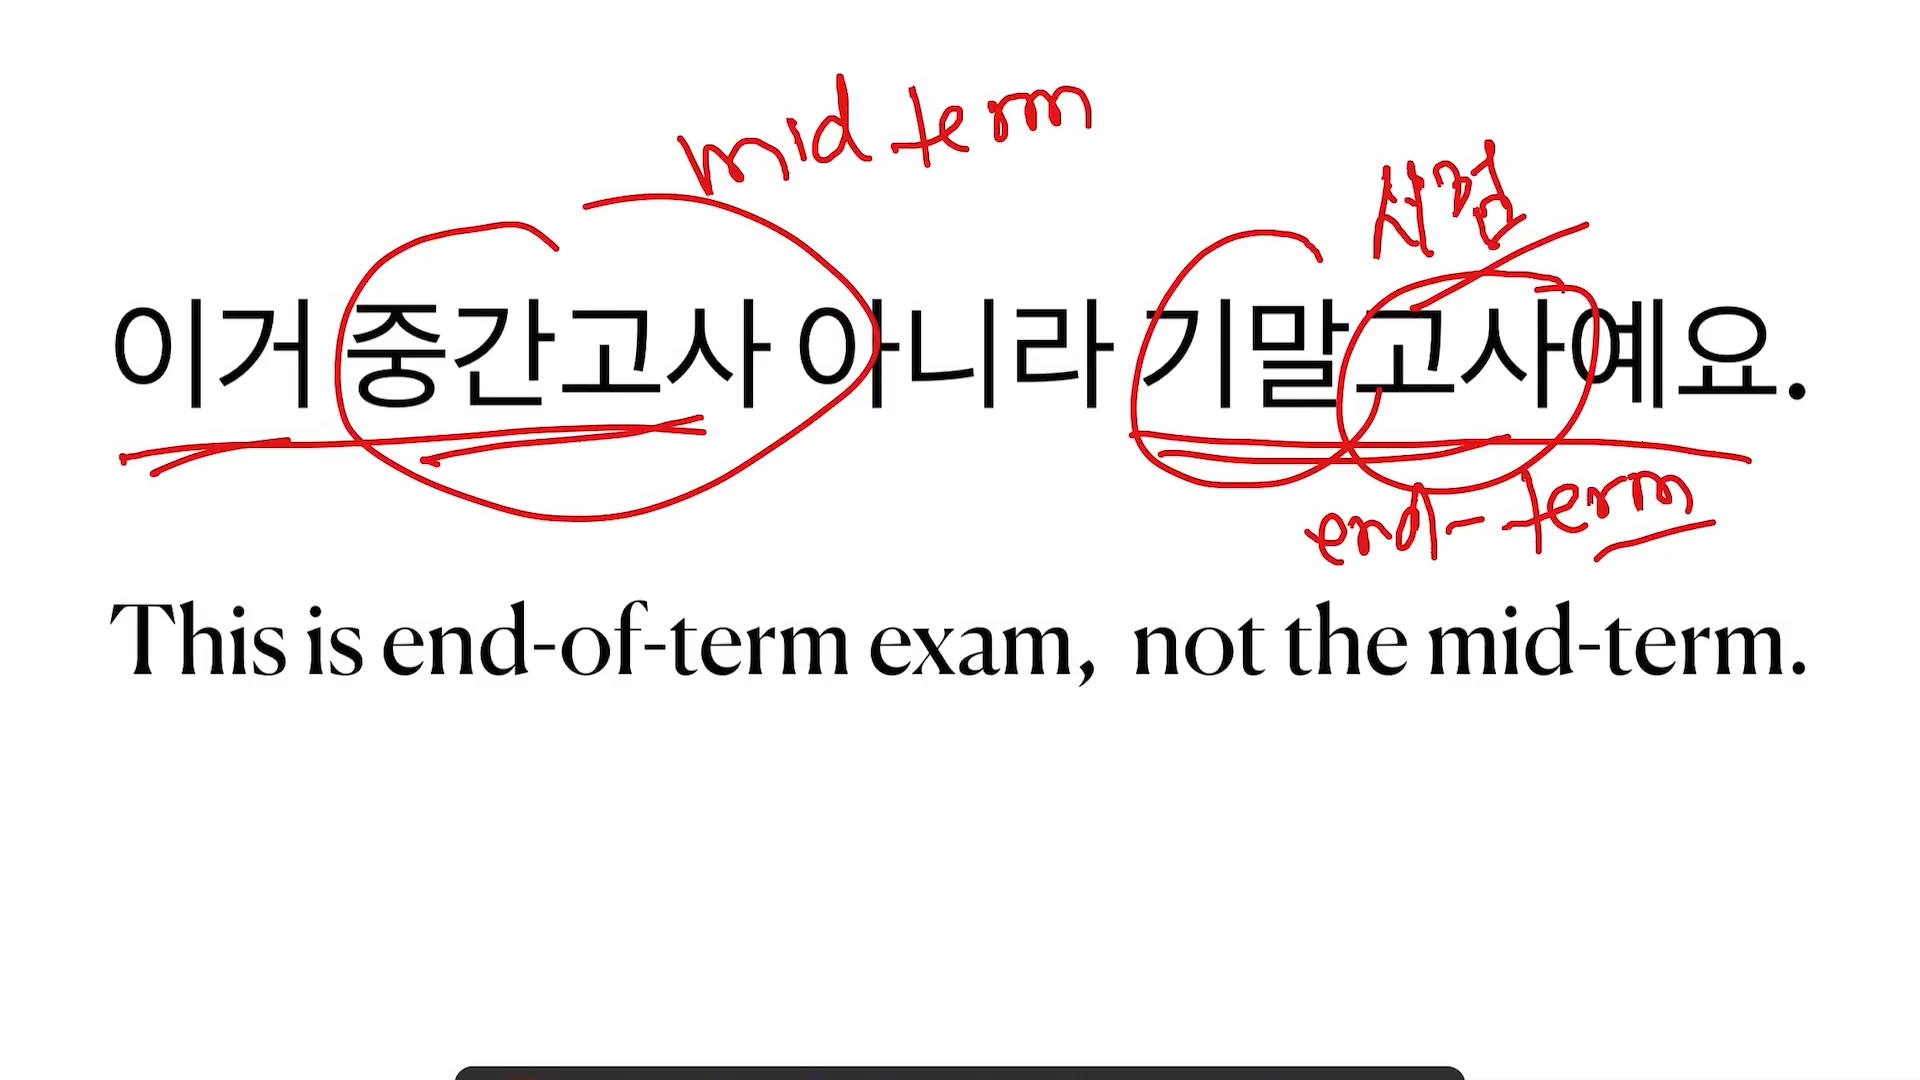 mid term
시험
이거 중간고사 아니라 기말고사예요.
end-term
This is end-of-term exam, not the mid-term.